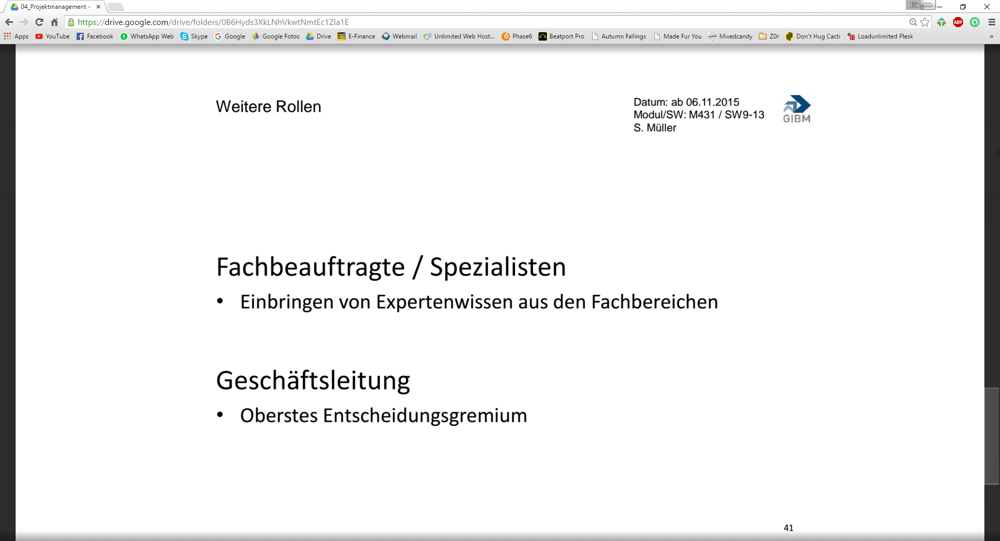 04_Projektmanagement –
Elia
https://drive.google.com/drive/folders/0B6Hyds3XkLNhVkwtNmtEc1Zla1E
ABP
Apps YouTube Facebook WhatsApp Web Skype Google Google Fotos Drive E-Finance Webmail Unlimited Web Host... Phase6 Beatport Pro Autumn Fallings Made Fur You Mixedcandy Z0r Don't Hug Cacti Loadunlimited Plesk »
Weitere Rollen
Datum: ab 06.11.2015
Modul/SW: M431 / SW9-13
S. Müller
GIBM
Fachbeauftragte / Spezialisten
• Einbringen von Expertenwissen aus den Fachbereichen
Geschäftsleitung
• Oberstes Entscheidungsgremium
41